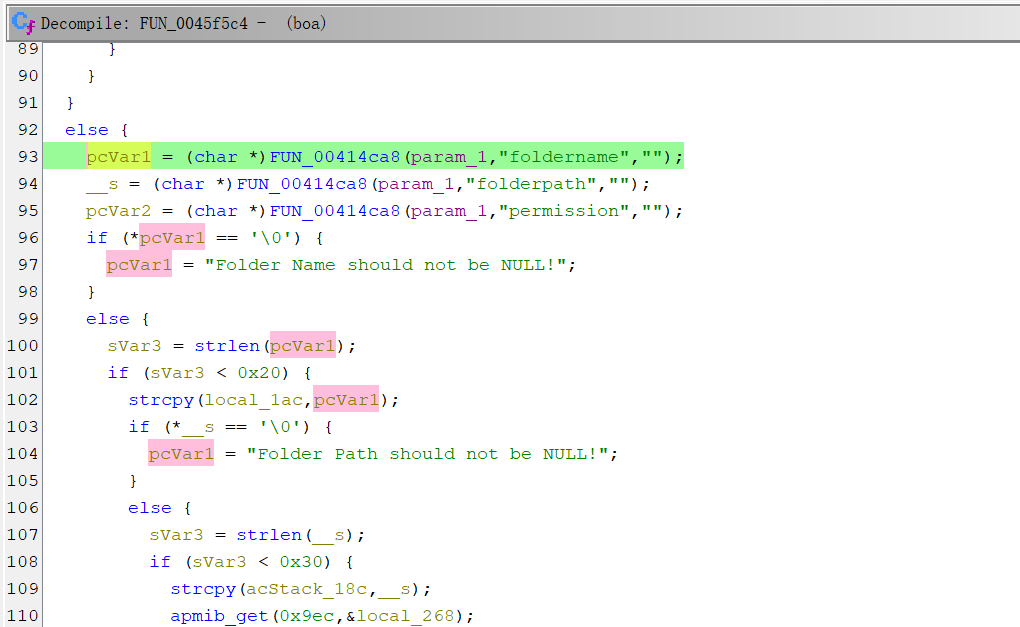 Decompile: FUN_0045f5c4 - (boa)
89 }
90 }
91 }
92 else {
93 pcVar1 = (char *)FUN_00414ca8(param_1,"foldername","");
94 __s = (char *)FUN_00414ca8(param_1,"folderpath","");
95 pcVar2 = (char *)FUN_00414ca8(param_1,"permission","");
96 if (*pcVar1 == '\0') {
97 pcVar1 = "Folder Name should not be NULL!";
98 }
99 else {
100 sVar3 = strlen(pcVar1);
101 if (sVar3 < 0x20) {
102 strcpy(local_1ac,pcVar1);
103 if (*__s == '\0') {
104 pcVar1 = "Folder Path should not be NULL!";
105 }
106 else {
107 sVar3 = strlen(__s);
108 if (sVar3 < 0x30) {
109 strcpy(acStack_18c,__s);
110 apmib_get(0x9ec,&local_268);